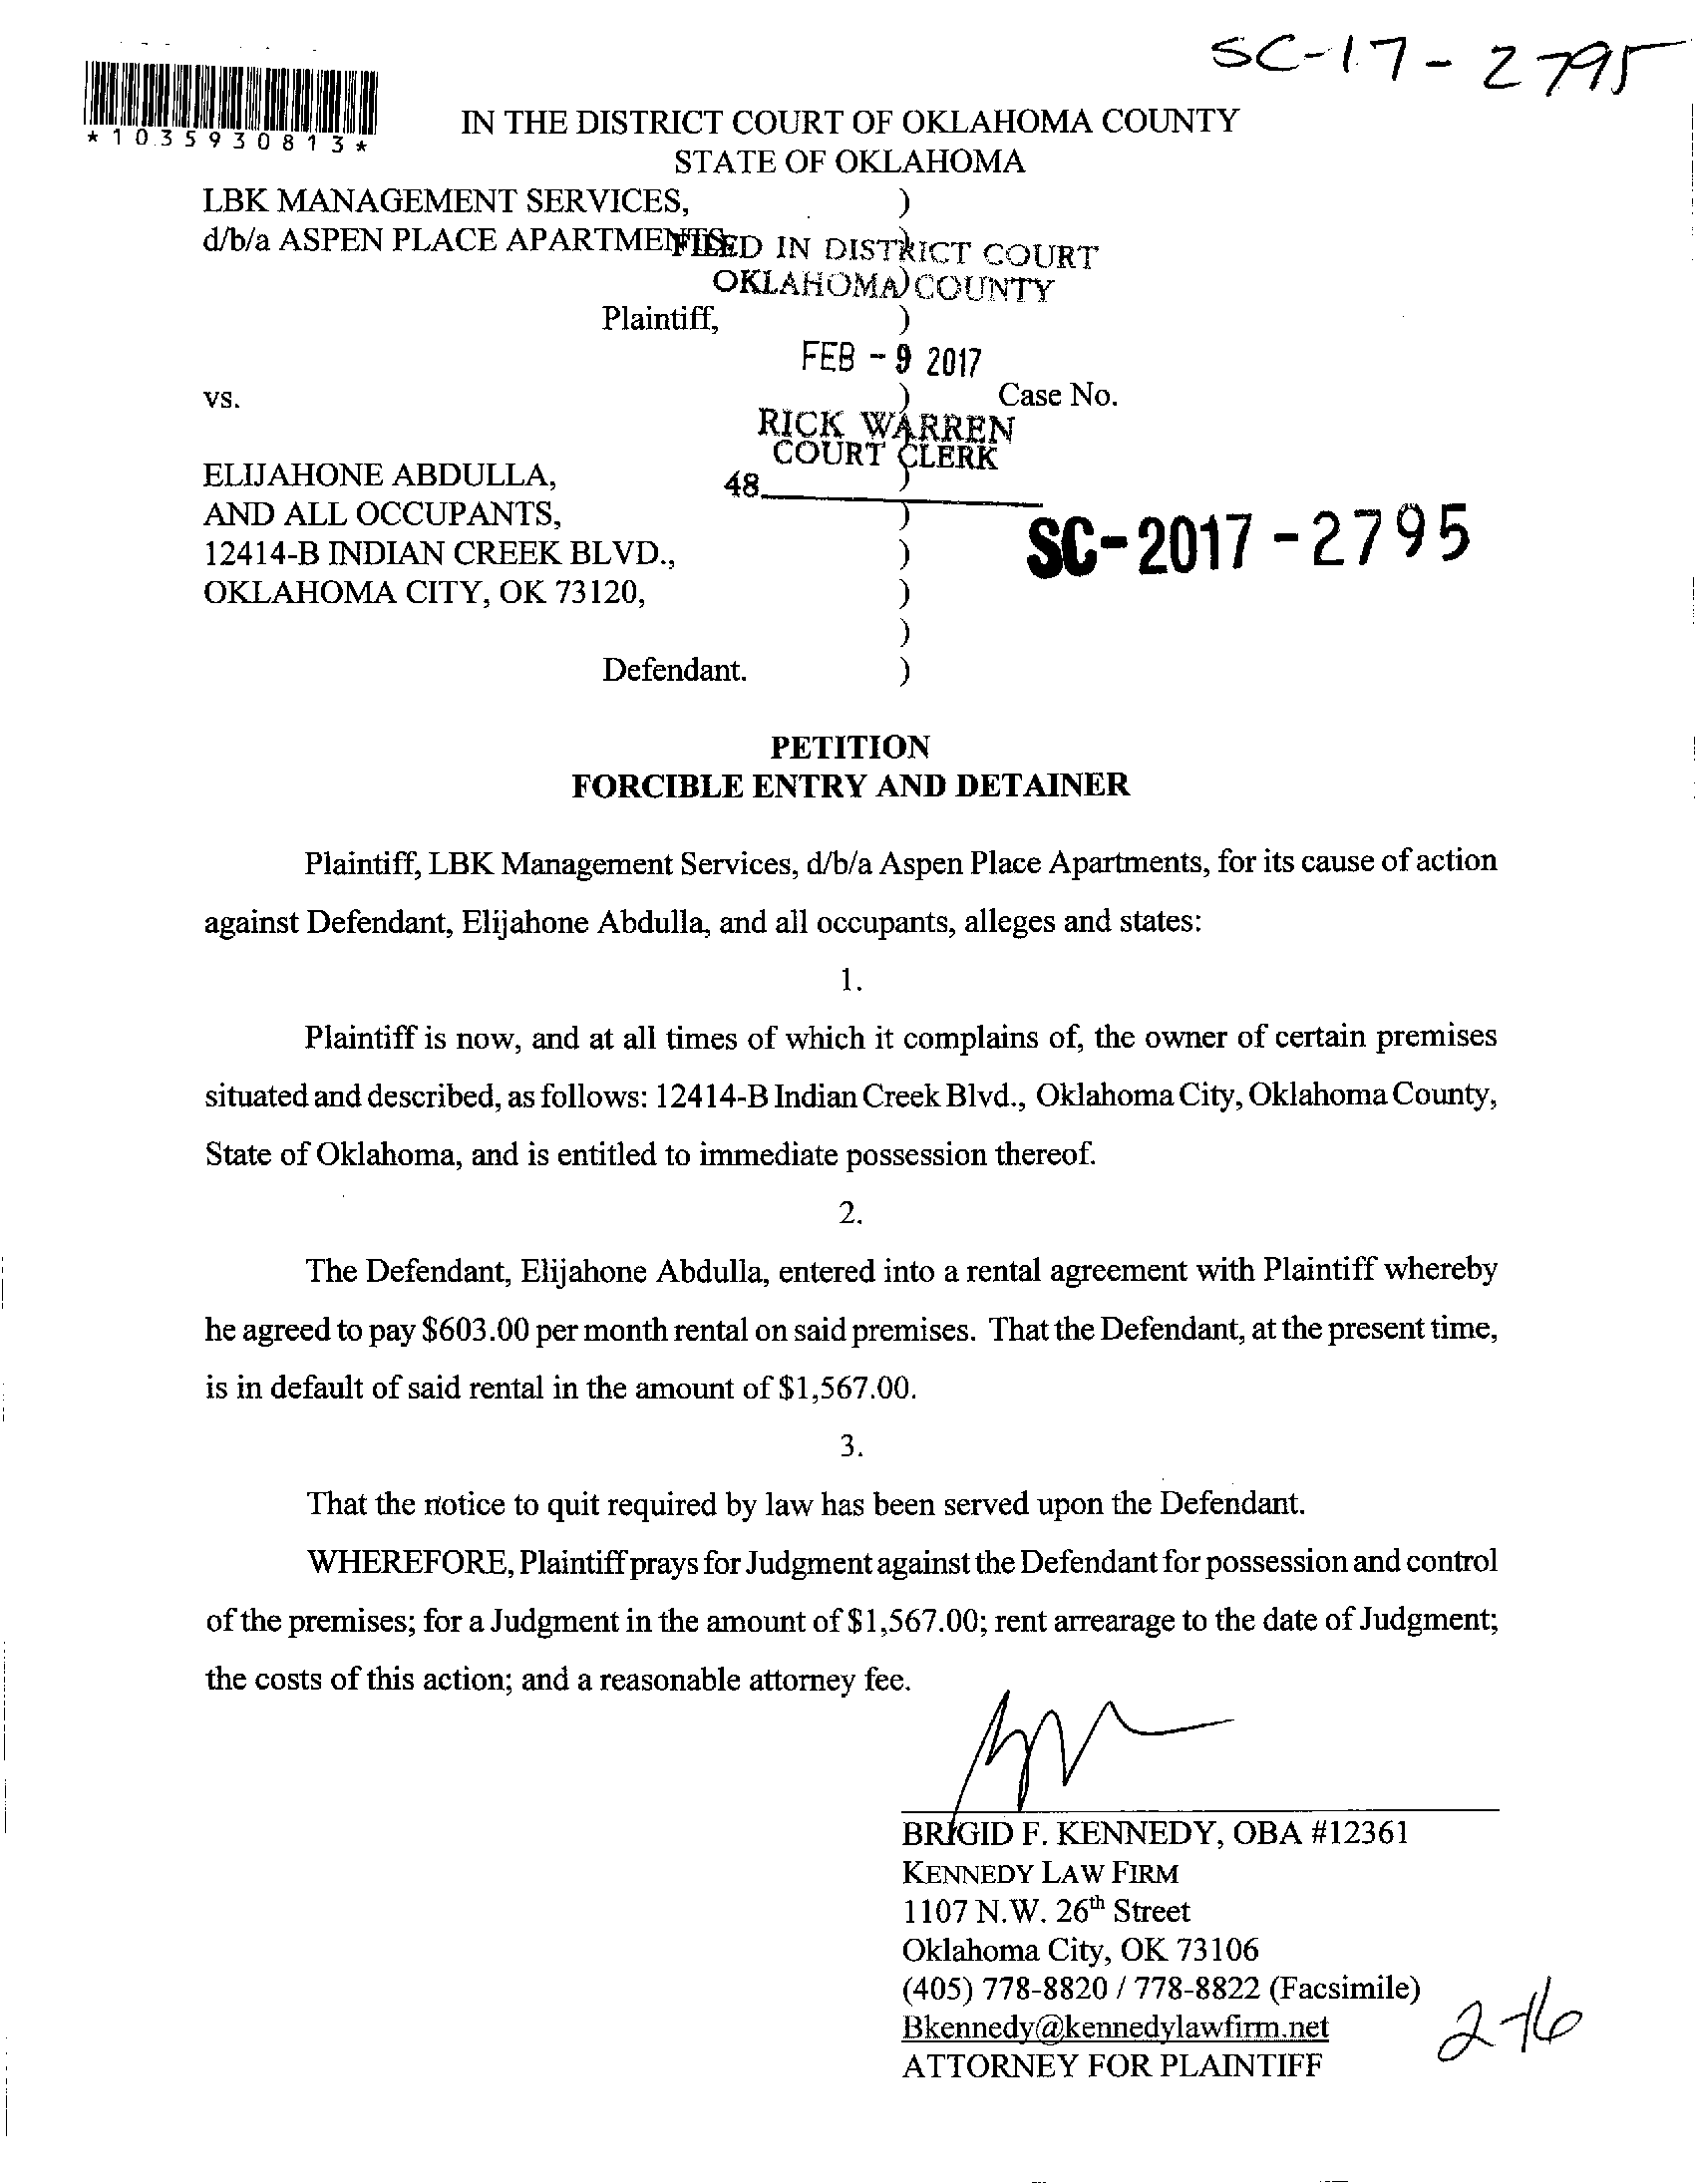 SC-17-2795
*1035930813*
IN THE DISTRICT COURT OF OKLAHOMA COUNTY
STATE OF OKLAHOMA
LBK MANAGEMENT SERVICES, )
d/b/a ASPEN PLACE APARTMENTS, )
FILED IN DISTRICT COURT
OKLAHOMA COUNTY )
Plaintiff, )
FEB - 9 2017
vs. ) Case No.
RICK WARREN
COURT CLERK
48 )
ELIJAHONE ABDULLA,
AND ALL OCCUPANTS, )
SC-2017-2795
12414-B INDIAN CREEK BLVD., )
OKLAHOMA CITY, OK 73120, )
)
Defendant. )
PETITION
FORCIBLE ENTRY AND DETAINER
Plaintiff, LBK Management Services, d/b/a Aspen Place Apartments, for its cause of action
against Defendant, Elijahone Abdulla, and all occupants, alleges and states:
1.
Plaintiff is now, and at all times of which it complains of, the owner of certain premises
situated and described, as follows: 12414-B Indian Creek Blvd., Oklahoma City, Oklahoma County,
State of Oklahoma, and is entitled to immediate possession thereof.
2.
The Defendant, Elijahone Abdulla, entered into a rental agreement with Plaintiff whereby
he agreed to pay $603.00 per month rental on said premises. That the Defendant, at the present time,
is in default of said rental in the amount of $1,567.00.
3.
That the notice to quit required by law has been served upon the Defendant.
WHEREFORE, Plaintiff prays for Judgment against the Defendant for possession and control
of the premises; for a Judgment in the amount of $1,567.00; rent arrearage to the date of Judgment;
the costs of this action; and a reasonable attorney fee.
BRIGID F. KENNEDY, OBA #12361
KENNEDY LAW FIRM
1107 N.W. 26th Street
Oklahoma City, OK 73106
(405) 778-8820 / 778-8822 (Facsimile)
Bkennedy@kennedylawfirm.net
ATTORNEY FOR PLAINTIFF
2-16